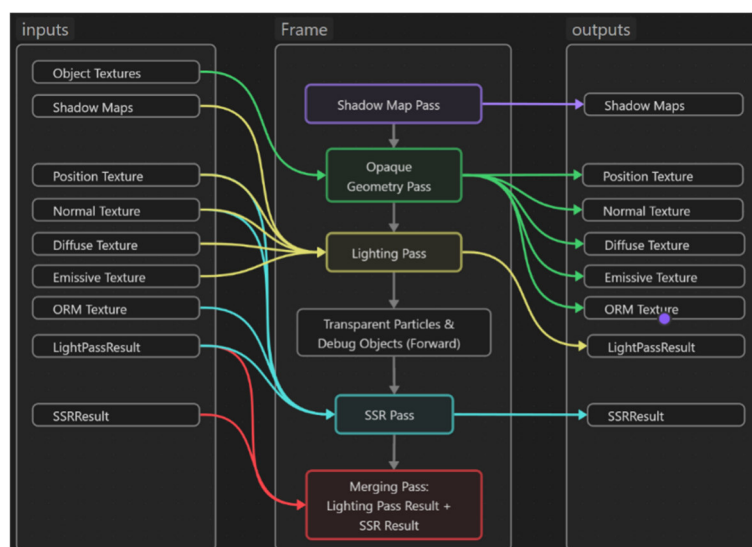 inputs
Frame
outputs
Object Textures
Shadow Maps
Position Texture
Normal Texture
Diffuse Texture
Emissive Texture
ORM Texture
LightPassResult
SSRResult
Shadow Map Pass
Opaque
Geometry Pass
Lighting Pass
Transparent Particles &
Debug Objects (Forward)
SSR Pass
Merging Pass:
Lighting Pass Result +
SSR Result
Shadow Maps
Position Texture
Normal Texture
Diffuse Texture
Emissive Texture
ORM Texture
LightPassResult
SSRResult